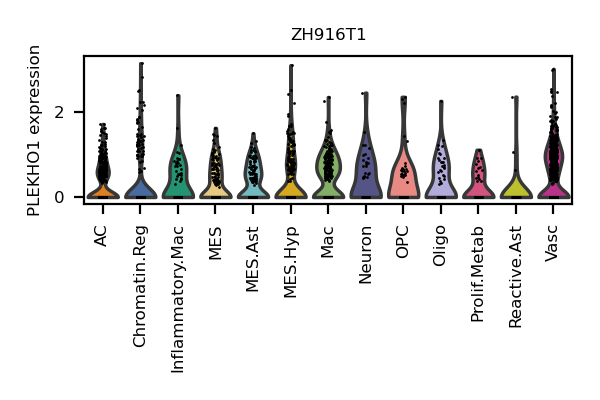 ZH916T1
PLEKHO1 expression
2
0
AC
Chromatin.Reg
Inflammatory.Mac
MES
MES.Ast
MES.Hyp
Mac
Neuron
OPC
Oligo
Prolif.Metab
Reactive.Ast
Vasc